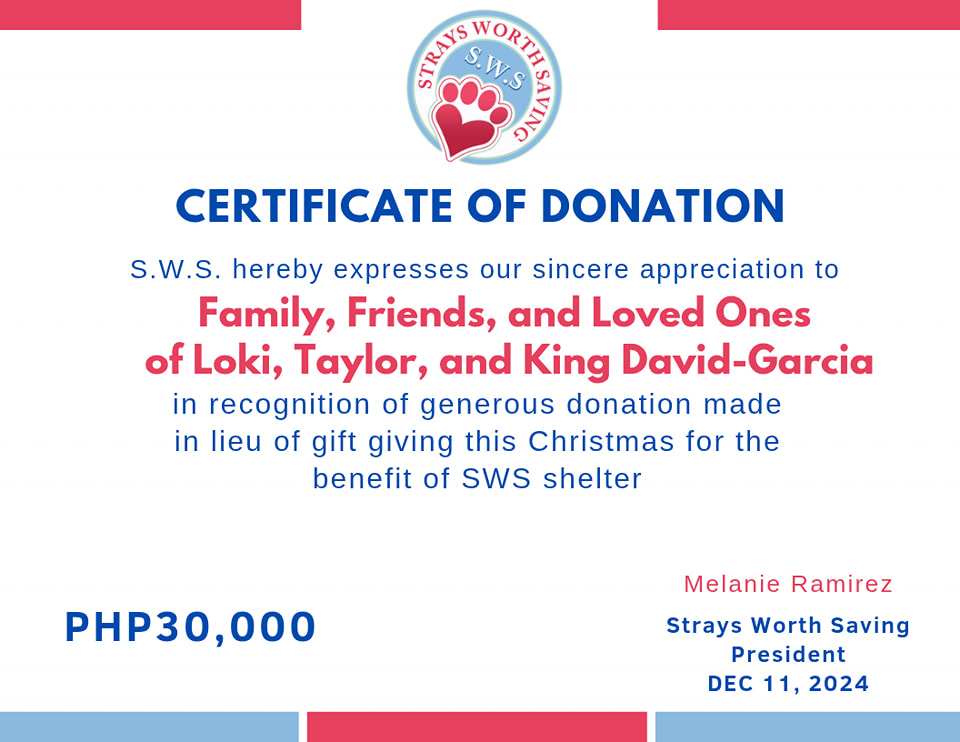 STRAYS WORTH SAVING
S.W.S
CERTIFICATE OF DONATION
S.W.S. hereby expresses our sincere appreciation to
Family, Friends, and Loved Ones
of Loki, Taylor, and King David-Garcia
in recognition of generous donation made
in lieu of gift giving this Christmas for the
benefit of SWS shelter
PHP30,000
Melanie Ramirez
Strays Worth Saving
President
DEC 11, 2024